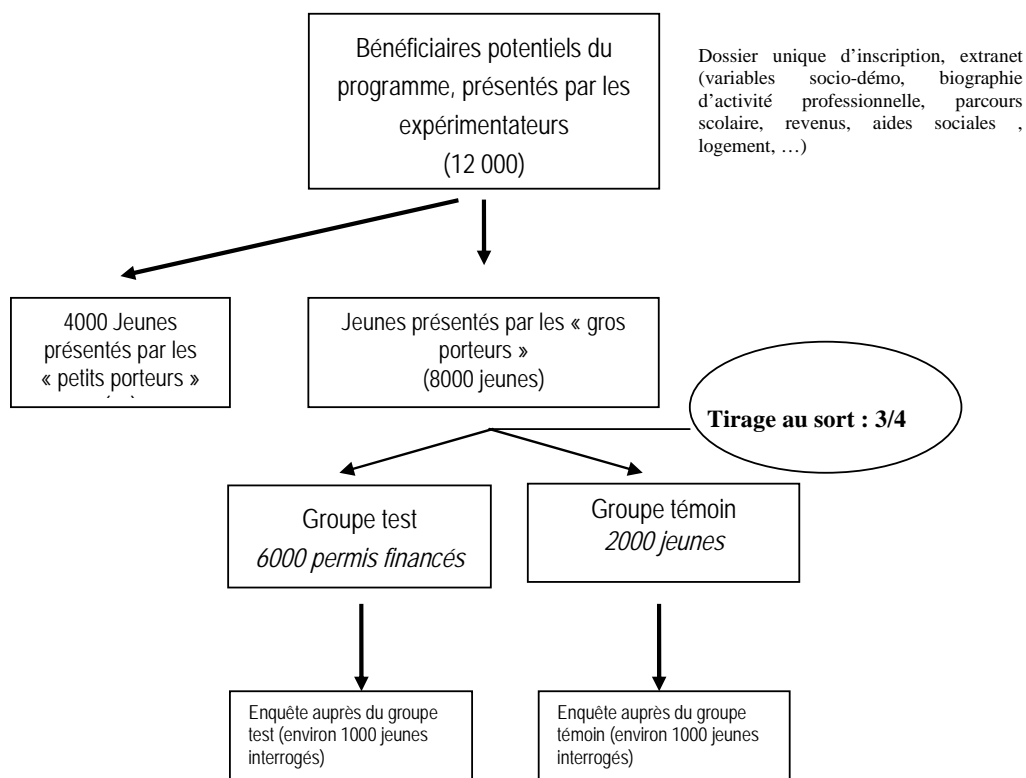 Bénéficiaires potentiels du
programme, présentés par les
expérimentateurs
(12 000)
Dossier unique d’inscription, extranet
(variables socio-démo, biographie
d’activité professionnelle, parcours
scolaire, revenus, aides sociales ,
logement, …)
4000 Jeunes
présentés par les
« petits porteurs »
Jeunes présentés par les « gros
porteurs »
(8000 jeunes)
Tirage au sort : 3/4
Groupe test
6000 permis financés
Groupe témoin
2000 jeunes
Enquête auprès du groupe
test (environ 1000 jeunes
interrogés)
Enquête auprès du groupe
témoin (environ 1000 jeunes
interrogés)